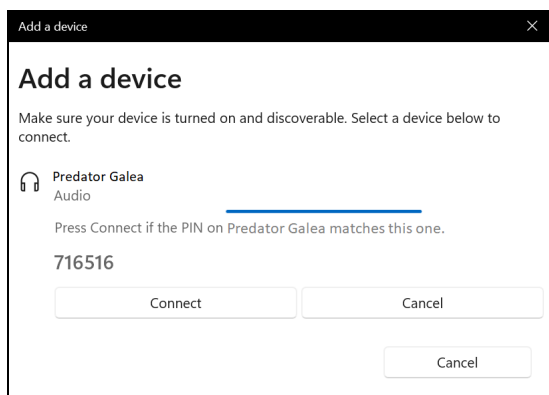 Add a device
Add a device
Make sure your device is turned on and discoverable. Select a device below to
connect.
Predator Galea
Audio
Press Connect if the PIN on Predator Galea matches this one.
716516
Connect Cancel
Cancel